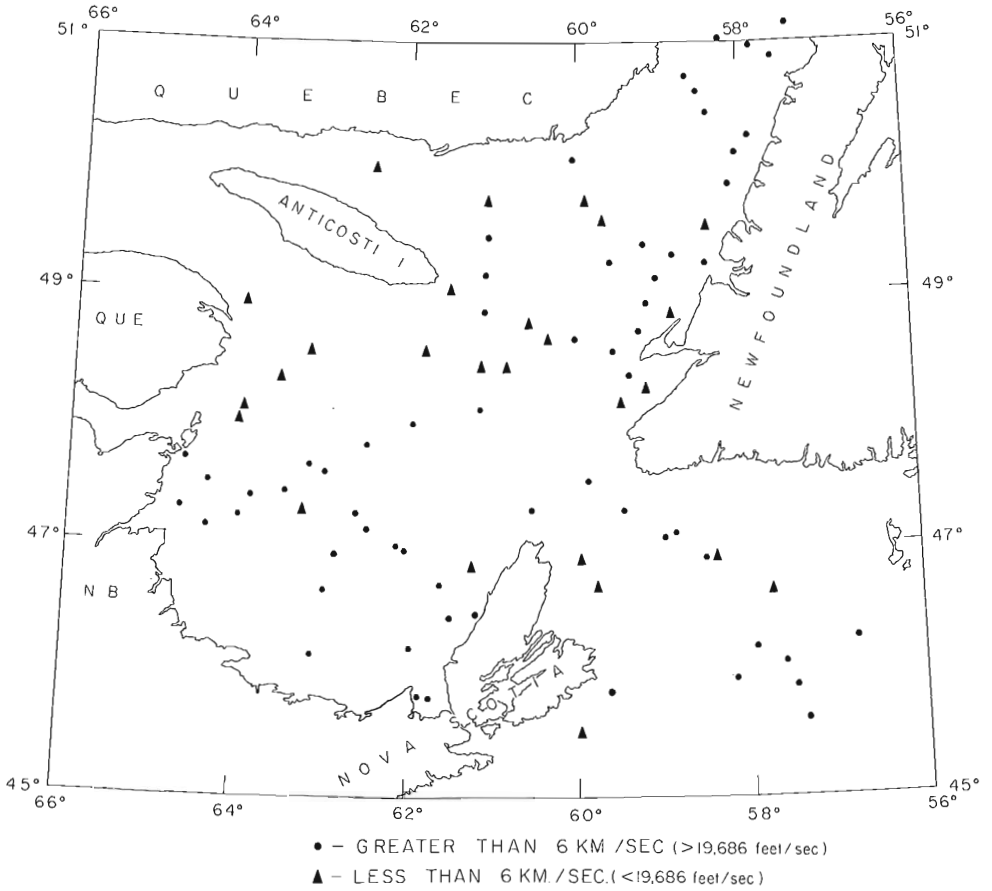 66° 64° 62° 60° 58° 56°
51° 51°
QUEBEC
ANTICOSTI I
NEWFOUNDLAND
49° 49°
QUE
47° 47°
NB
NOVA SCOTIA
45° 45°
66° 64° 62° 60° 58° 56°
● – GREATER THAN 6 KM /SEC (>19,686 feet/sec)
▲ – LESS THAN 6 KM./SEC.(<19,686 feet/sec)